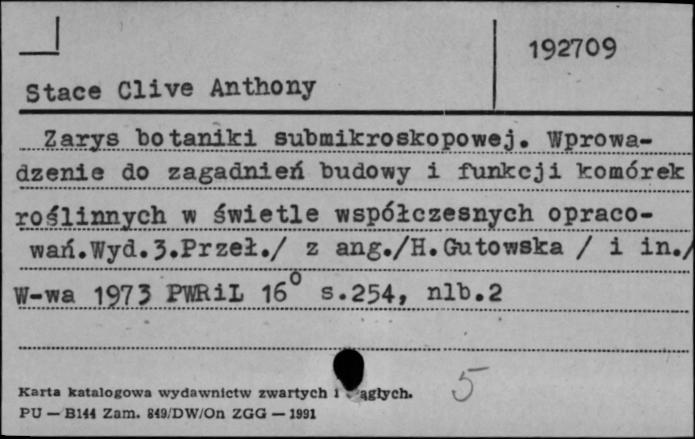 192709
Stace Clive Anthony
Zarys botaniki submikroskopowej. Wprowa-
dzenie do zagadnień budowy i funkcji komórek
roślinnych w świetle współczesnych opraco-
wań.Wyd.3.Przeł./ z ang./H.Gutowska / i in./
W-wa 1973 PWRiL 16° s.254, nlb.2
5
Karta katalogowa wydawnictw zwartych i
PU — B144 Zam. 849/DW/On ZGG — 1991